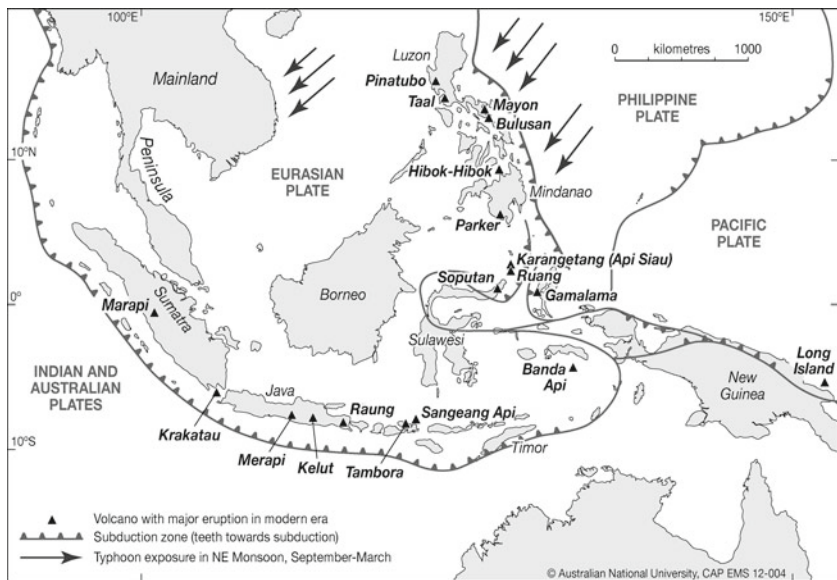 100°E
150°E
0 kilometres 1000
Luzon
Mainland
Pinatubo
Taal
Mayon
Bulusan
PHILIPPINE
PLATE
Peninsula
10°N
EURASIAN
PLATE
Hibok-Hibok
Mindanao
Parker
PACIFIC
PLATE
Karangetang (Api Siau)
Ruang
Soputan
Gamalama
0°
Marapi
Sumatra
Borneo
Sulawesi
INDIAN AND
AUSTRALIAN
PLATES
Banda
Api
Long
Island
New
Guinea
Java
Krakatau
Raung
Sangeang Api
Merapi
Kelut
Tambora
Timor
10°S
Volcano with major eruption in modern era
Subduction zone (teeth towards subduction)
Typhoon exposure in NE Monsoon, September-March
© Australian National University, CAP EMS 12-004